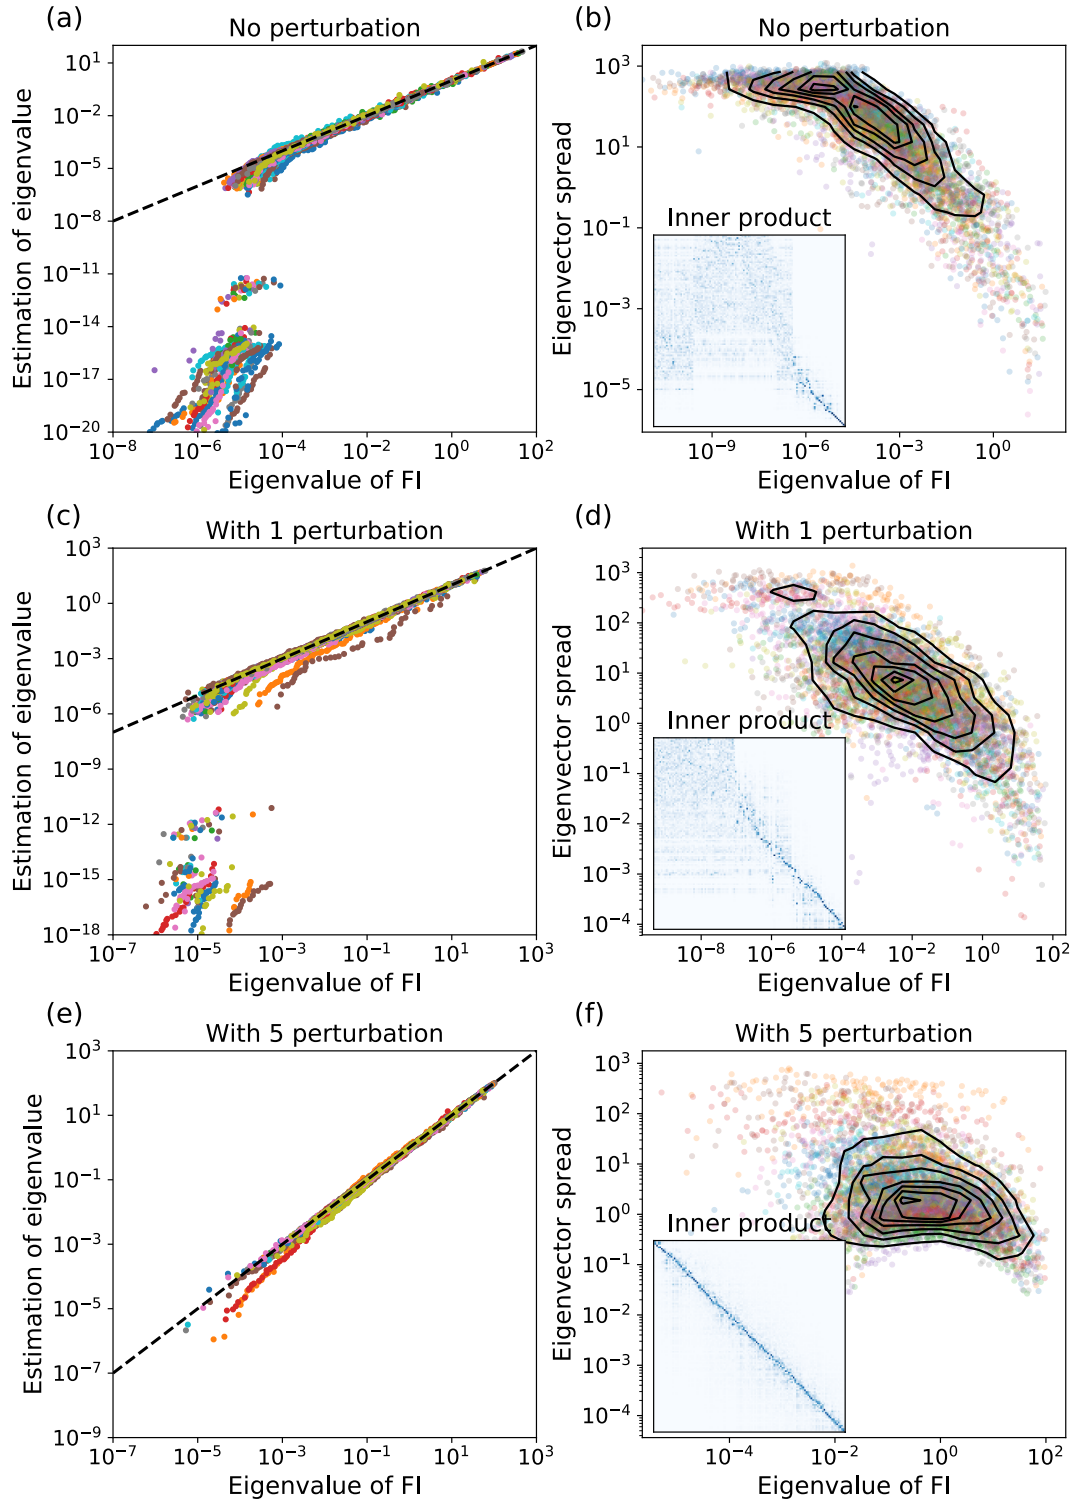 (a)
No perturbation
Estimation of eigenvalue
10^1
10^-2
10^-5
10^-8
10^-11
10^-14
10^-17
10^-20
10^-8
10^-6
10^-4
10^-2
10^0
10^2
Eigenvalue of FI
(b)
No perturbation
Eigenvector spread
10^3
10^1
10^-1
10^-3
10^-5
Inner product
10^-9
10^-6
10^-3
10^0
Eigenvalue of FI
(c)
With 1 perturbation
Estimation of eigenvalue
10^3
10^0
10^-3
10^-6
10^-9
10^-12
10^-15
10^-18
10^-7
10^-5
10^-3
10^-1
10^1
10^3
Eigenvalue of FI
(d)
With 1 perturbation
Eigenvector spread
10^3
10^2
10^1
10^0
10^-1
10^-2
10^-3
10^-4
Inner product
10^-8
10^-6
10^-4
10^-2
10^0
10^2
Eigenvalue of FI
(e)
With 5 perturbation
Estimation of eigenvalue
10^3
10^1
10^-1
10^-3
10^-5
10^-7
10^-9
10^-7
10^-5
10^-3
10^-1
10^1
10^3
Eigenvalue of FI
(f)
With 5 perturbation
Eigenvector spread
10^3
10^2
10^1
10^0
10^-1
10^-2
10^-3
10^-4
Inner product
10^-4
10^-2
10^0
10^2
Eigenvalue of FI